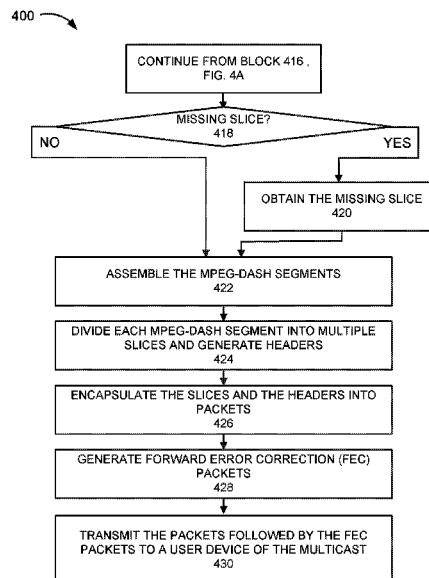 400
CONTINUE FROM BLOCK 416 ,
FIG. 4A
MISSING SLICE?
418
NO
YES
OBTAIN THE MISSING SLICE
420
ASSEMBLE THE MPEG-DASH SEGMENTS
422
DIVIDE EACH MPEG-DASH SEGMENT INTO MULTIPLE
SLICES AND GENERATE HEADERS
424
ENCAPSULATE THE SLICES AND THE HEADERS INTO
PACKETS
426
GENERATE FORWARD ERROR CORRECTION (FEC)
PACKETS
428
TRANSMIT THE PACKETS FOLLOWED BY THE FEC
PACKETS TO A USER DEVICE OF THE MULTICAST
430